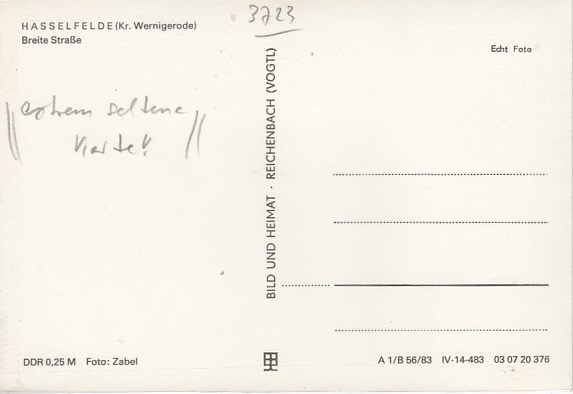 HASSELFELDE (Kr. Wernigerode)
Breite Straße
3723
Echt Foto
extrem seltene
Karte!
BILD UND HEIMAT · REICHENBACH (VOGTL)
DDR 0,25 M Foto: Zabel
A 1/B 56/83 IV-14-483 03 07 20 376